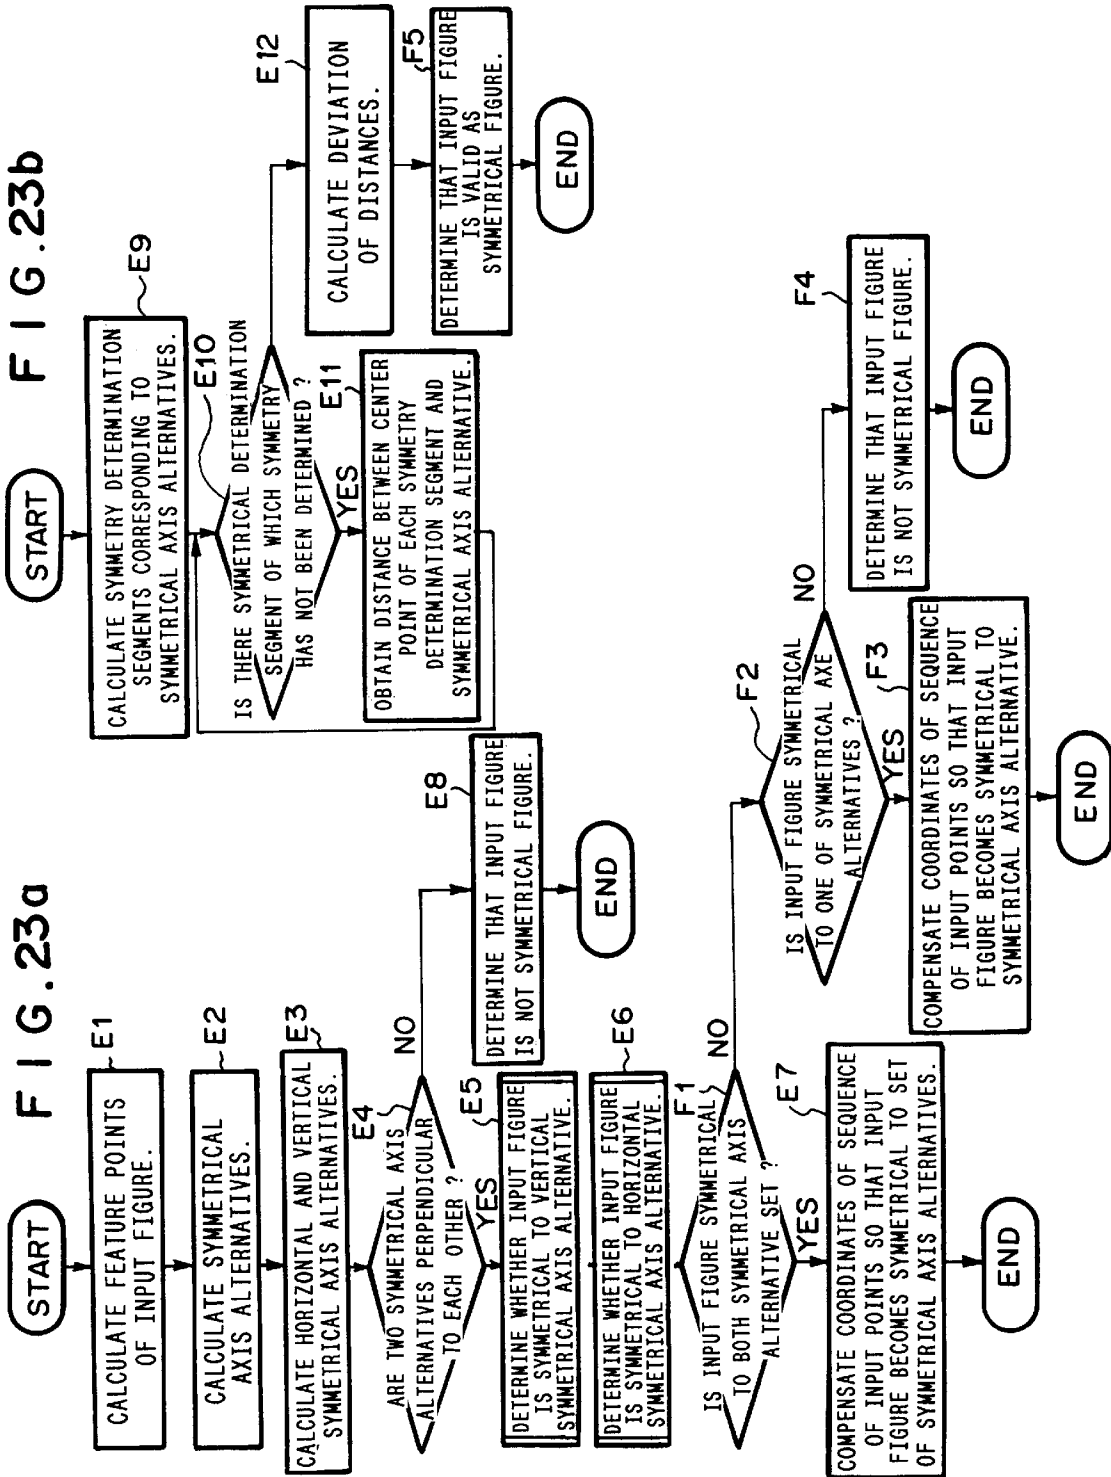 FIG.23a
START
E1
CALCULATE FEATURE POINTS
OF INPUT FIGURE.
E2
CALCULATE SYMMETRICAL
AXIS ALTERNATIVES.
E3
CALCULATE HORIZONTAL AND VERTICAL
SYMMETRICAL AXIS ALTERNATIVES.
E4
ARE TWO SYMMETRICAL AXIS
ALTERNATIVES PERPENDICULAR
TO EACH OTHER ?
NO
YES
E5
DETERMINE WHETHER INPUT FIGURE
IS SYMMETRICAL TO VERTICAL
SYMMETRICAL AXIS ALTERNATIVE.
E8
DETERMINE THAT INPUT FIGURE
IS NOT SYMMETRICAL FIGURE.
END
E6
DETERMINE WHETHER INPUT FIGURE
IS SYMMETRICAL TO HORIZONTAL
SYMMETRICAL AXIS ALTERNATIVE.
F1
IS INPUT FIGURE SYMMETRICAL
TO BOTH SYMMETRICAL AXIS
ALTERNATIVE SET ?
NO
YES
E7
COMPENSATE COORDINATES OF SEQUENCE
OF INPUT POINTS SO THAT INPUT
FIGURE BECOMES SYMMETRICAL TO SET
OF SYMMETRICAL AXIS ALTERNATIVES.
END
F2
IS INPUT FIGURE SYMMETRICAL
TO ONE OF SYMMETRICAL AXE
ALTERNATIVES ?
NO
YES
F3
COMPENSATE COORDINATES OF SEQUENCE
OF INPUT POINTS SO THAT INPUT
FIGURE BECOMES SYMMETRICAL TO
SYMMETRICAL AXIS ALTERNATIVE.
END
F4
DETERMINE THAT INPUT FIGURE
IS NOT SYMMETRICAL FIGURE.
END
FIG.23b
START
E9
CALCULATE SYMMETRY DETERMINATION
SEGMENTS CORRESPONDING TO
SYMMETRICAL AXIS ALTERNATIVES.
E10
IS THERE SYMMETRICAL DETERMINATION
SEGMENT OF WHICH SYMMETRY
HAS NOT BEEN DETERMINED ?
YES
E11
OBTAIN DISTANCE BETWEEN CENTER
POINT OF EACH SYMMETRY
DETERMINATION SEGMENT AND
SYMMETRICAL AXIS ALTERNATIVE.
E12
CALCULATE DEVIATION
OF DISTANCES.
F5
DETERMINE THAT INPUT FIGURE
IS VALID AS
SYMMETRICAL FIGURE.
END